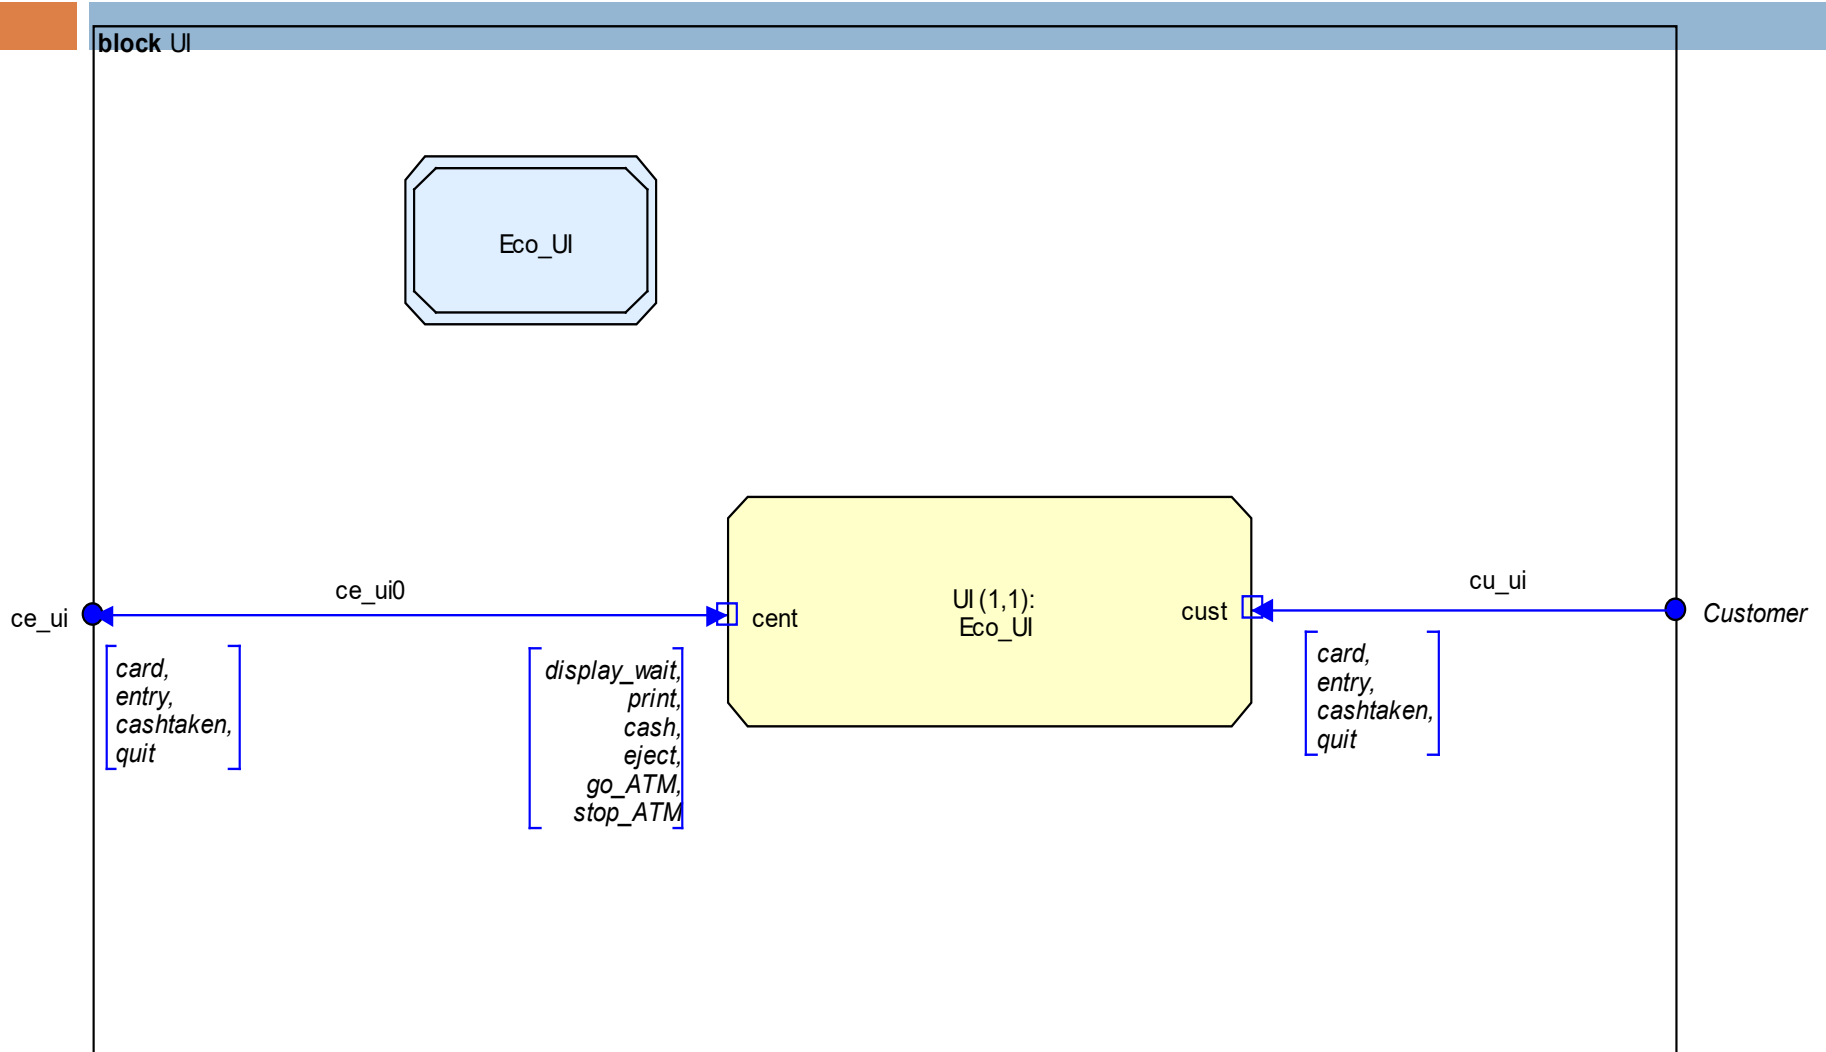 block UI
Eco_UI
ce_ui0
cu_ui
ce_ui
cent
UI (1,1):
Eco_UI
cust
Customer
card,
entry,
cashtaken,
quit
display_wait,
print,
cash,
eject,
go_ATM,
stop_ATM
card,
entry,
cashtaken,
quit